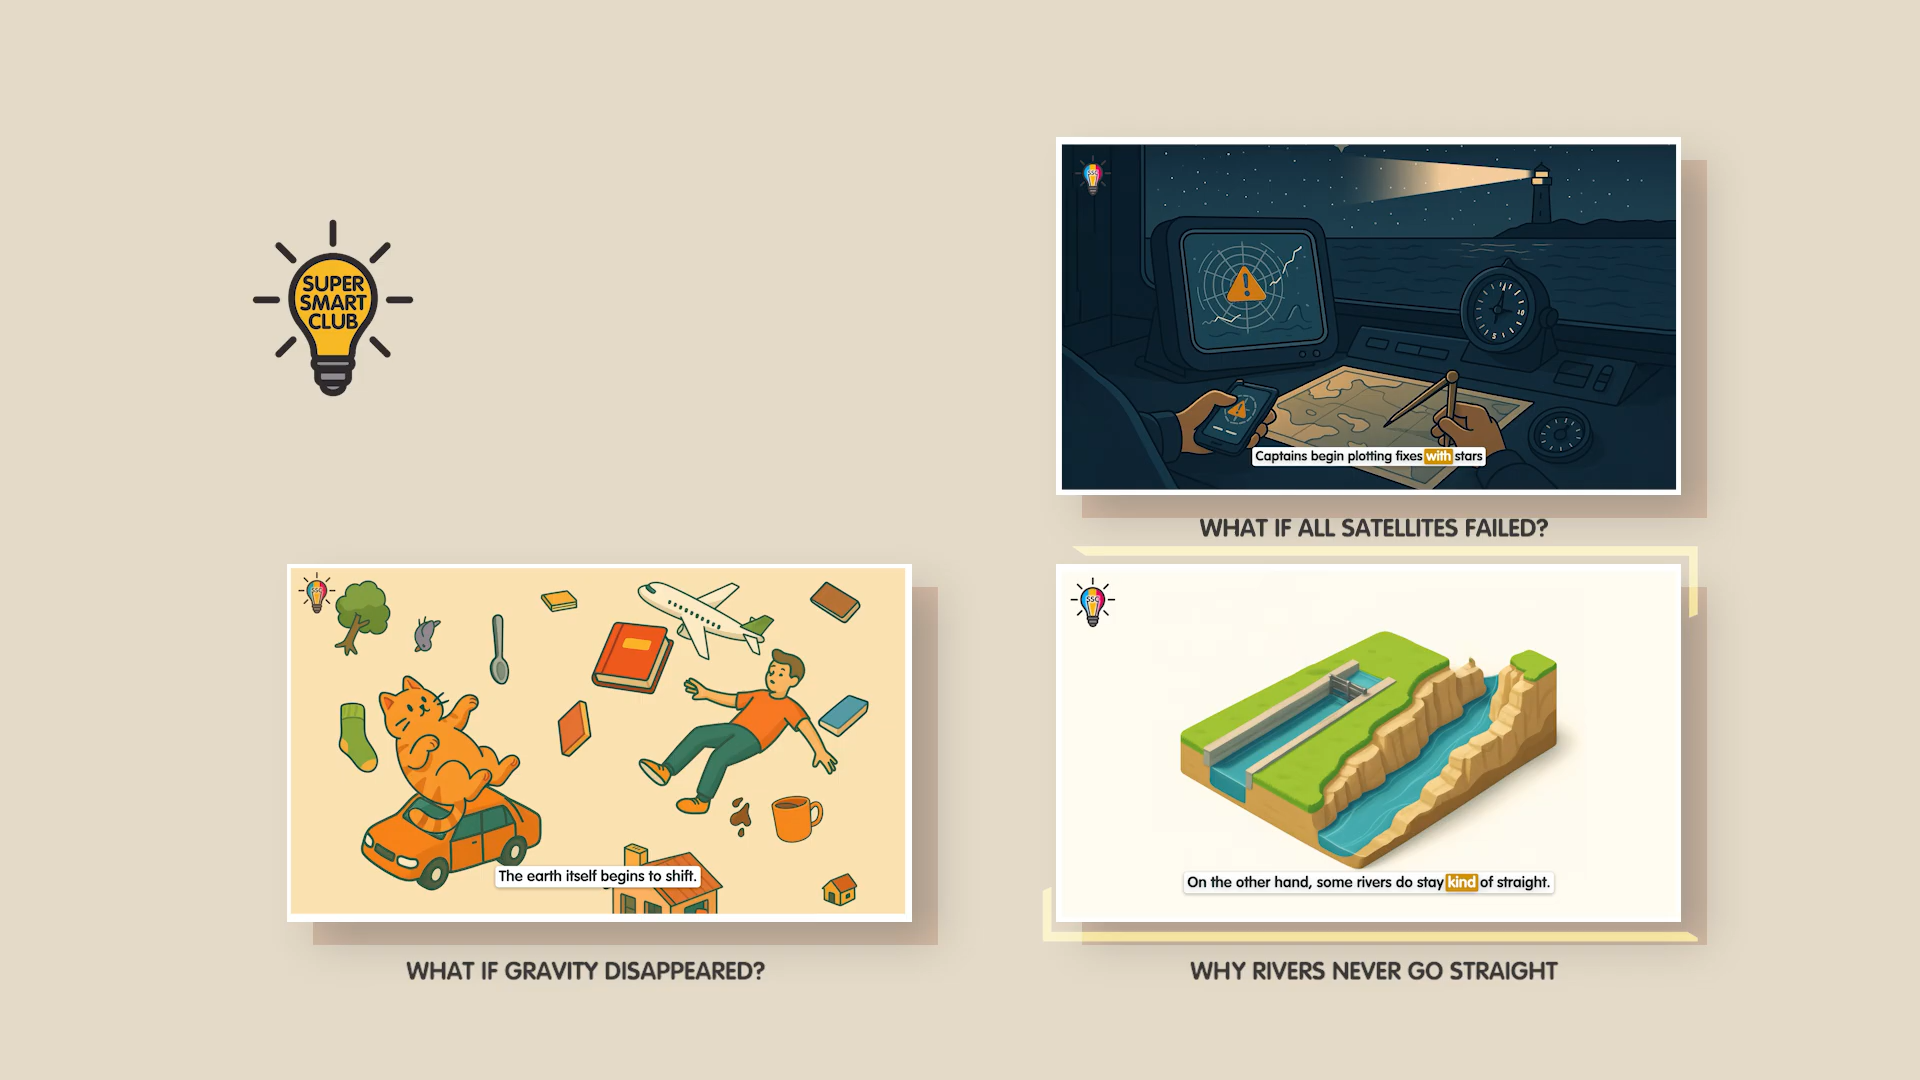 SUPER
SMART
CLUB
Captains begin plotting fixes with stars
WHAT IF ALL SATELLITES FAILED?
The earth itself begins to shift.
WHAT IF GRAVITY DISAPPEARED?
SSC
On the other hand, some rivers do stay kind of straight.
WHY RIVERS NEVER GO STRAIGHT